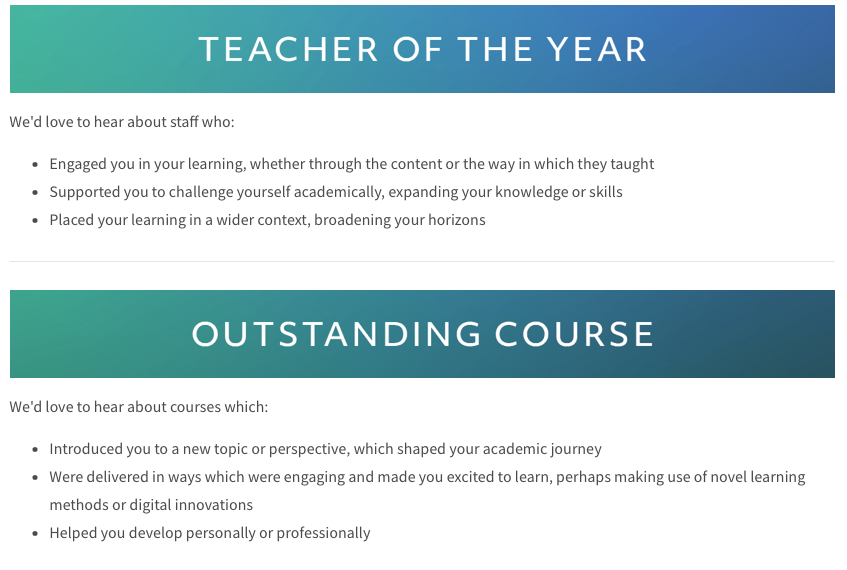 TEACHER OF THE YEAR
We'd love to hear about staff who:
• Engaged you in your learning, whether through the content or the way in which they taught
• Supported you to challenge yourself academically, expanding your knowledge or skills
• Placed your learning in a wider context, broadening your horizons
OUTSTANDING COURSE
We'd love to hear about courses which:
• Introduced you to a new topic or perspective, which shaped your academic journey
• Were delivered in ways which were engaging and made you excited to learn, perhaps making use of novel learning
methods or digital innovations
• Helped you develop personally or professionally